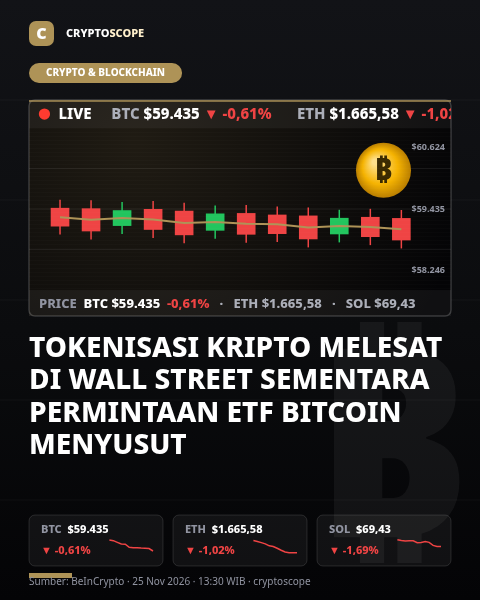 C CRYPTOSCOPE
CRYPTO & BLOCKCHAIN
LIVE BTC $59.435 ▼ -0,61% ETH $1.665,58 ▼ -1,02
$60.624
$59.435
$58.246
PRICE BTC $59.435 -0,61% · ETH $1.665,58 · SOL $69,43
TOKENISASI KRIPTO MELESAT
DI WALL STREET SEMENTARA
PERMINTAAN ETF BITCOIN
MENYUSUT
BTC $59.435
▼ -0,61%
ETH $1.665,58
▼ -1,02%
SOL $69,43
▼ -1,69%
Sumber: BeInCrypto · 25 Nov 2026 · 13:30 WIB · cryptoscope